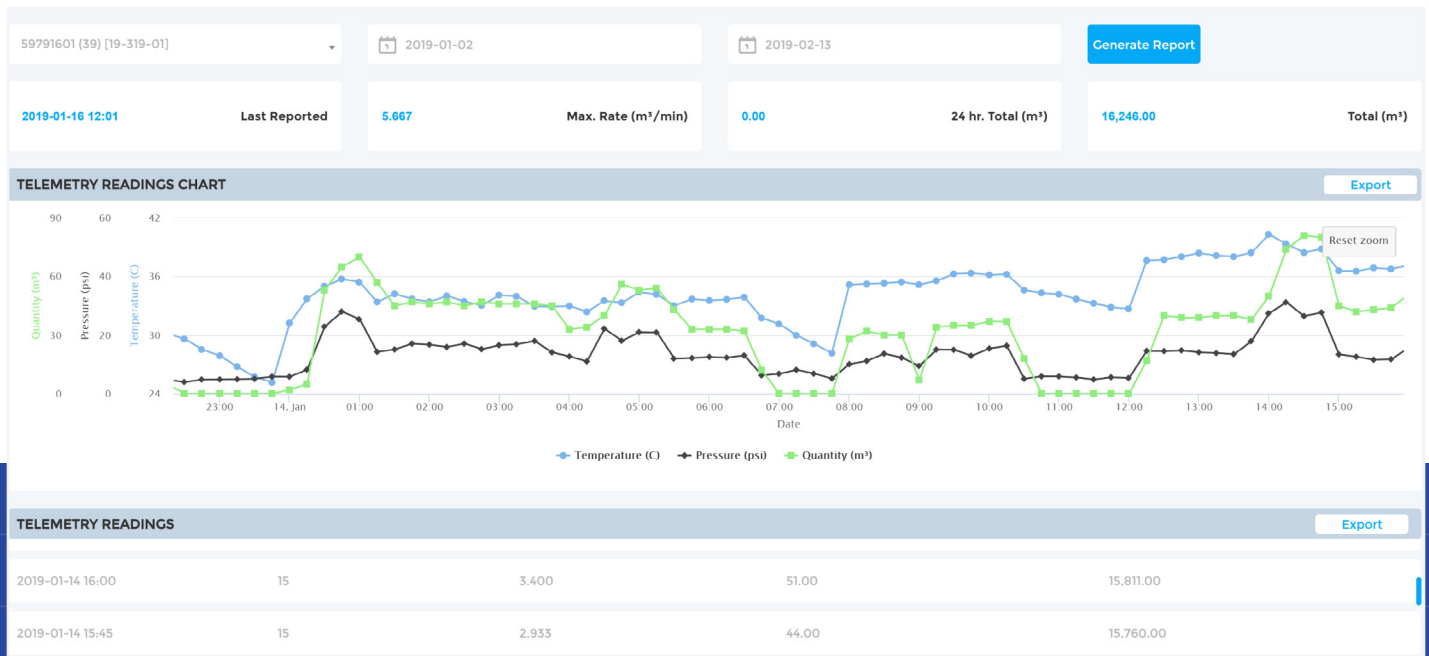 59791601 (39) [19-319-01]
2019-01-02
2019-02-13
Generate Report
2019-01-16 12:01 Last Reported
5.667 Max. Rate (m³/min)
0.00 24 hr. Total (m³)
16,246.00 Total (m³)
TELEMETRY READINGS CHART
Export
90 60 42
Reset zoom
60 40 36
30 20 30
0 0 24
Quantity (m³)
Pressure (psi)
Temperature (C)
23:00 14. Jan 01:00 02:00 03:00 04:00 05:00 06:00 07:00 08:00 09:00 10:00 11:00 12:00 13:00 14:00 15:00
Date
Temperature (C) Pressure (psi) Quantity (m³)
TELEMETRY READINGS
Export
2019-01-14 16:00 15 3.400 51.00 15,811.00
2019-01-14 15:45 15 2.933 44.00 15,760.00